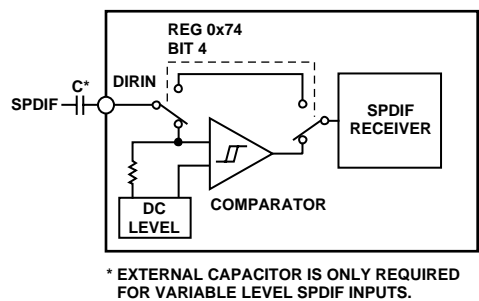 REG 0x74
BIT 4
C*
DIRIN
SPDIF
SPDIF
RECEIVER
DC
LEVEL
COMPARATOR
* EXTERNAL CAPACITOR IS ONLY REQUIRED
FOR VARIABLE LEVEL SPDIF INPUTS.